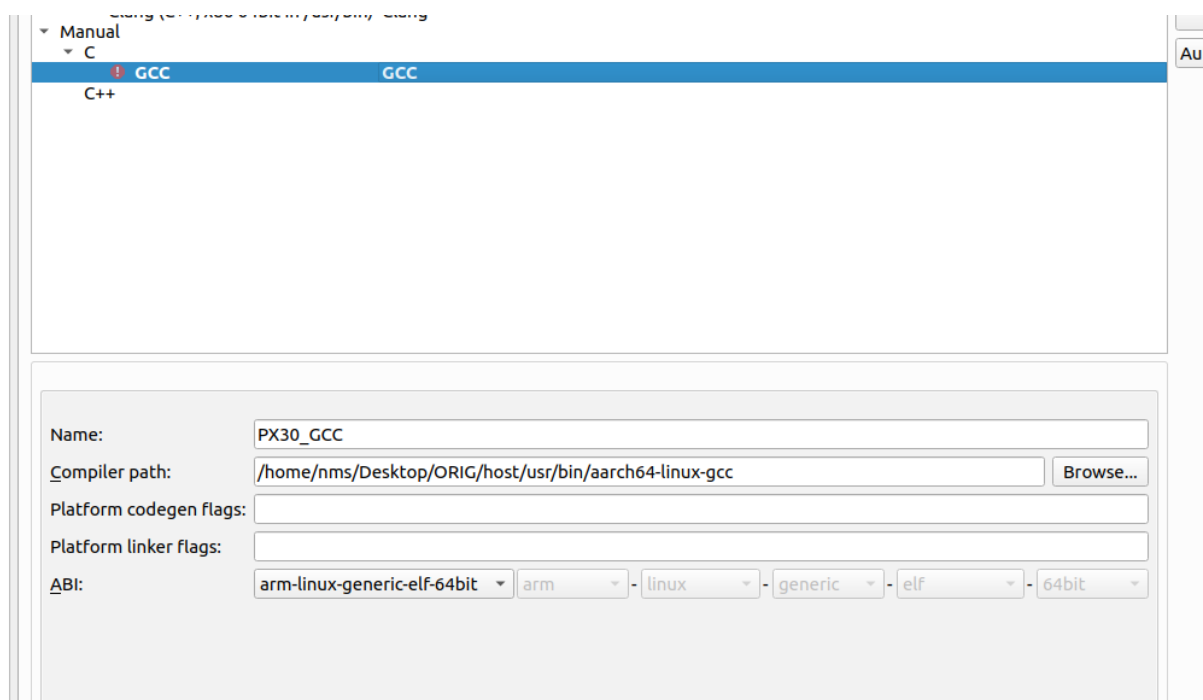 Manual
C
GCC GCC
Au
C++
Name: PX30_GCC
Compiler path: /home/nms/Desktop/ORIG/host/usr/bin/aarch64-linux-gcc Browse...
Platform codegen flags:
Platform linker flags:
ABI: arm-linux-generic-elf-64bit arm - linux - generic - elf - 64bit